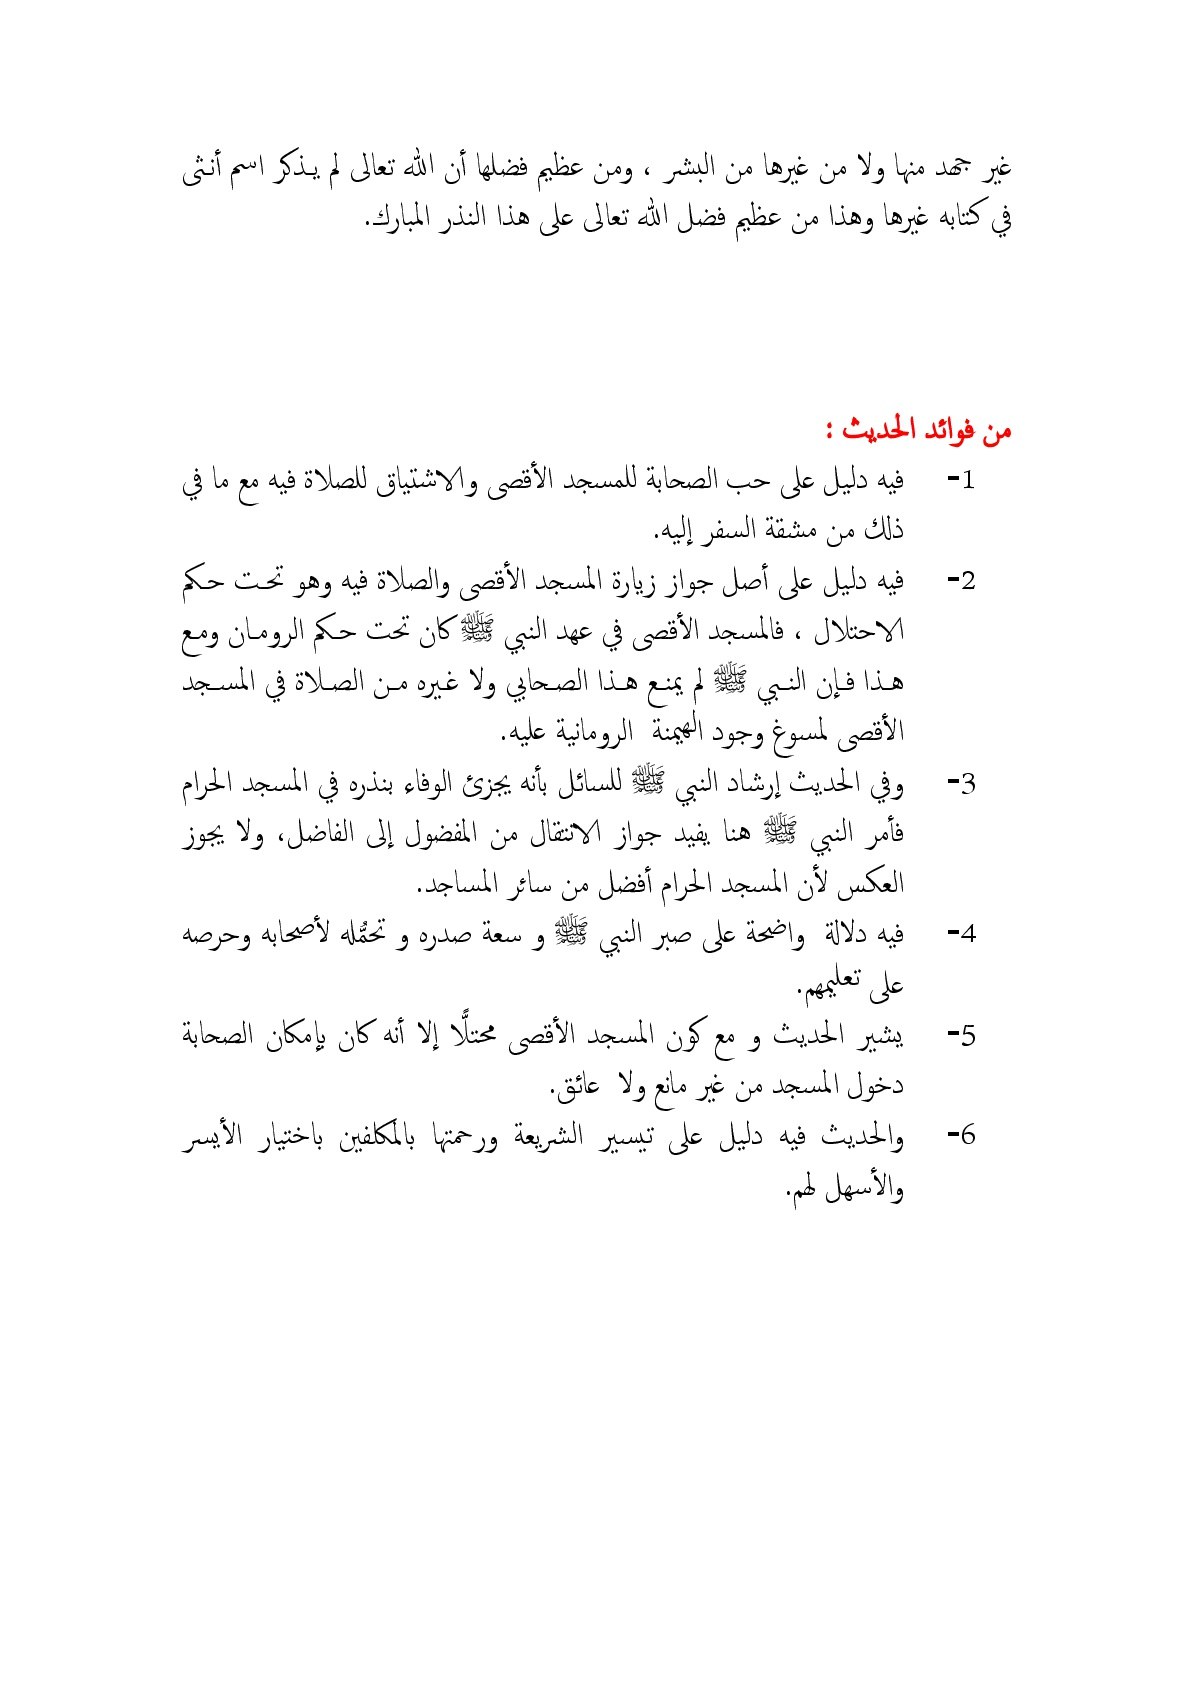 غير جهد منها ولا من غيرها من البشر ، ومن عظيم فضلها أن الله تعالى لم يذكر اسم أنثى
في كتابه غيرها وهذا من عظيم فضل الله تعالى على هذا النذر المبارك.
من فوائد الحديث :
1- فيه دليل على حب الصحابة للمسجد الأقصى والاشتياق للصلاة فيه مع ما في
ذلك من مشقة السفر إليه.
2- فيه دليل على أصل جواز زيارة المسجد الأقصى والصلاة فيه وهو تحت حكم
الاحتلال ، فالمسجد الأقصى في عهد النبي ﷺ كان تحت حكم الرومان ومع
هذا فإن النبي ﷺ لم يمنع هذا الصحابي ولا غيره من الصلاة في المسجد
الأقصى لمسوغ وجود الهيمنة الرومانية عليه.
3- وفي الحديث إرشاد النبي ﷺ للسائل بأنه يجزئ الوفاء بنذره في المسجد الحرام
فأمر النبي ﷺ هنا يفيد جواز الانتقال من المفضول إلى الفاضل، ولا يجوز
العكس لأن المسجد الحرام أفضل من سائر المساجد.
4- فيه دلالة واضحة على صبر النبي ﷺ و سعة صدره و تحمُّله لأصحابه وحرصه
على تعليمهم.
5- يشير الحديث و مع كون المسجد الأقصى محتلًّا إلا أنه كان بإمكان الصحابة
دخول المسجد من غير مانع ولا عائق.
6- والحديث فيه دليل على تيسير الشريعة ورحمتها بالمكلفين باختيار الأيسر
والأسهل لهم.